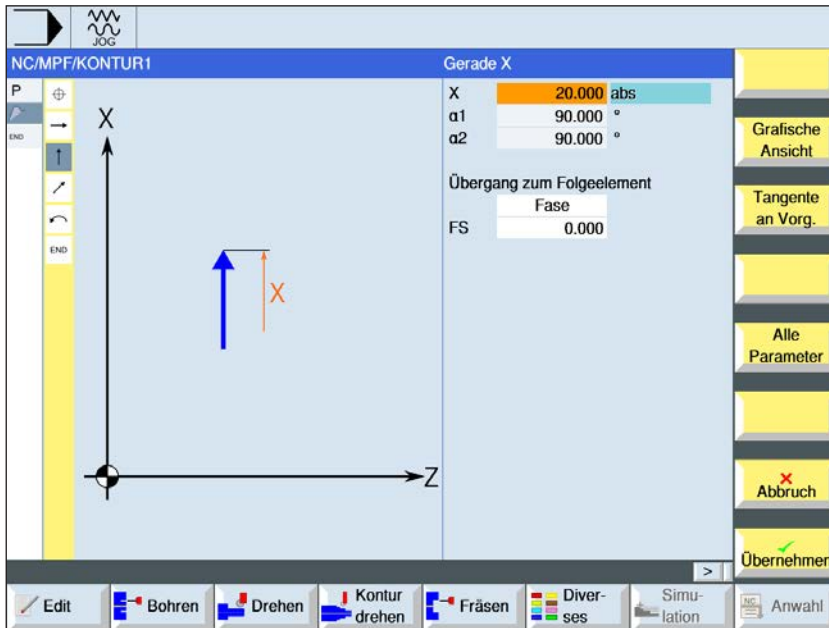 JOG
NC/MPF/KONTUR1
Gerade X
P
END
END
X
X
Z
X 20.000 abs
α1 90.000 °
α2 90.000 °
Übergang zum Folgeelement
Fase
FS 0.000
Grafische
Ansicht
Tangente
an Vorg.
Alle
Parameter
Abbruch
Übernehmen
>
Edit
Bohren
Drehen
Kontur
drehen
Fräsen
Diver-
ses
Simu-
lation
NC
Anwahl